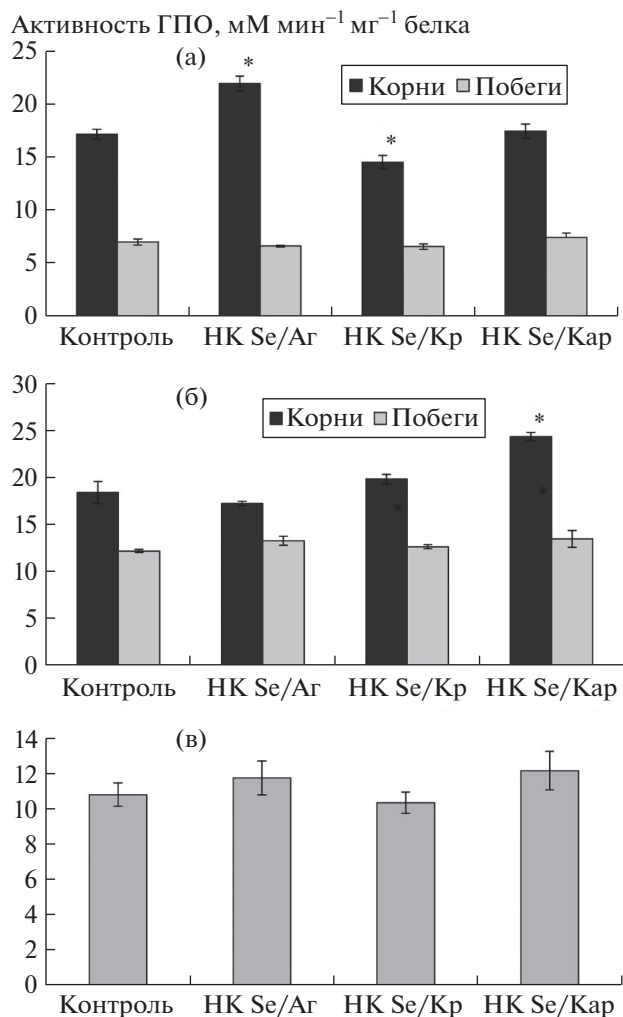 Активность ГПО, мМ мин⁻¹ мг⁻¹ белка
(а)
25
20
15
10
5
0
*
*
Корни Побеги
Контроль НК Se/Аг НК Se/Кр НК Se/Кар
(б)
30
25
20
15
10
5
0
Корни Побеги
*
*
*
Контроль НК Se/Аг НК Se/Кр НК Se/Кар
(в)
14
12
10
8
6
4
2
0
Контроль НК Se/Аг НК Se/Кр НК Se/Кар